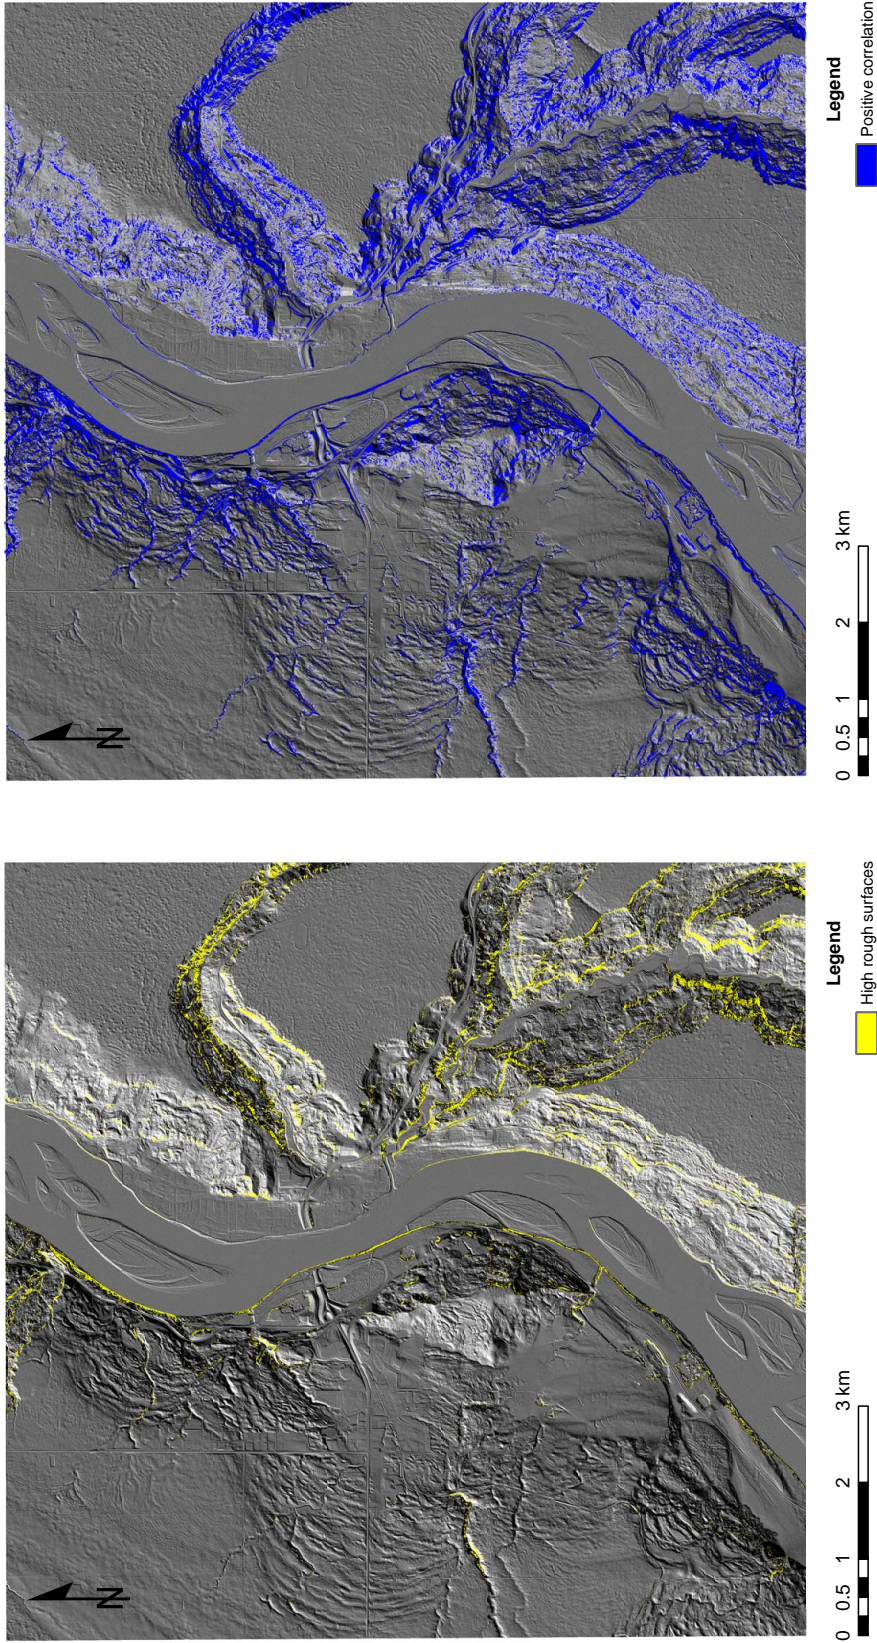 N
Legend
Positive correlation
0 0.5 1 2 3 km
N
Legend
High rough surfaces
0 0.5 1 2 3 km